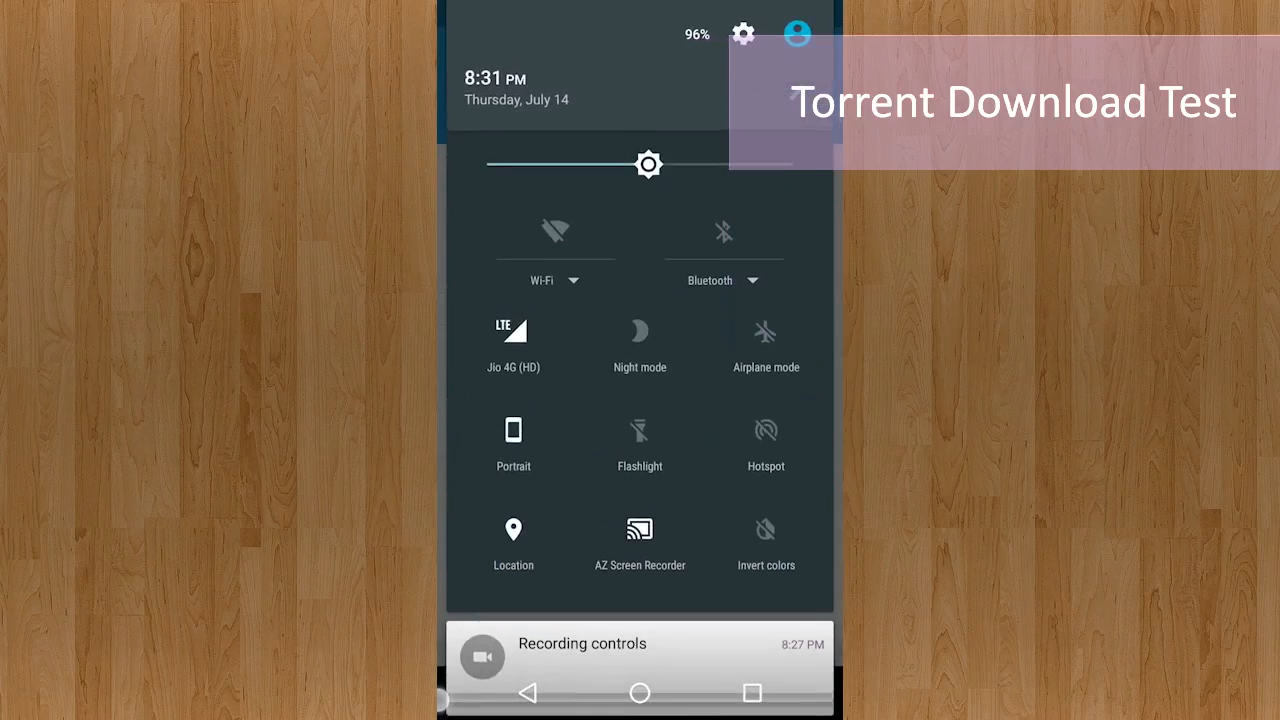 96%
8:31 PM
Thursday, July 14
Torrent Download Test
Wi-Fi
Bluetooth
LTE
Jio 4G (HD)
Night mode
Airplane mode
Portrait
Flashlight
Hotspot
Location
AZ Screen Recorder
Invert colors
Recording controls
8:27 PM